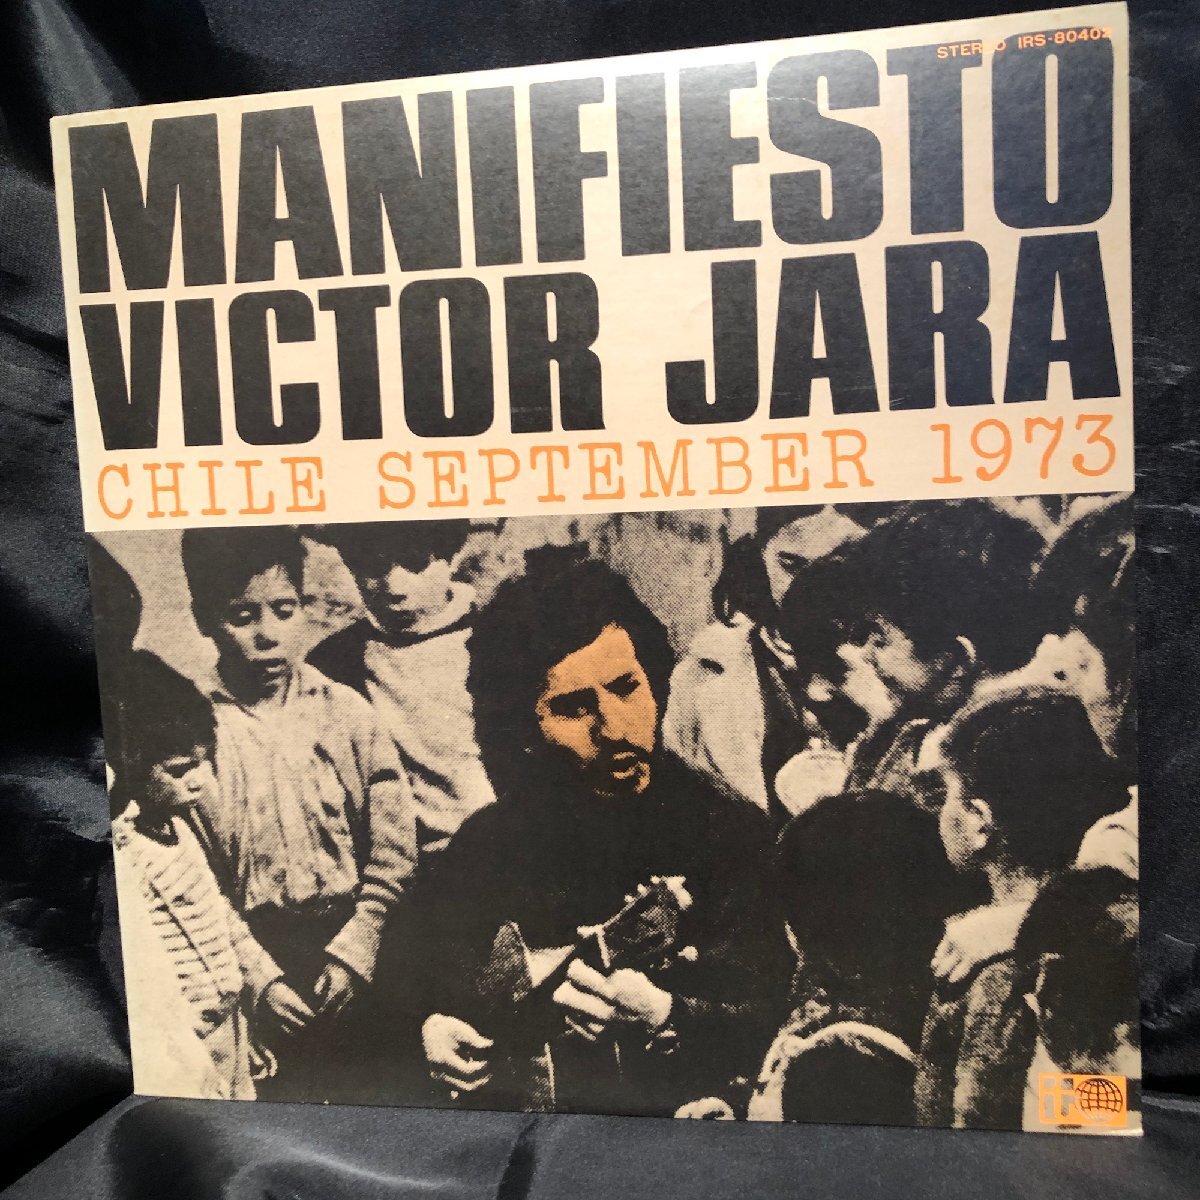 STEREO IRS-80402
MANIFIESTO
VICTOR JARA
CHILE SEPTEMBER 1973